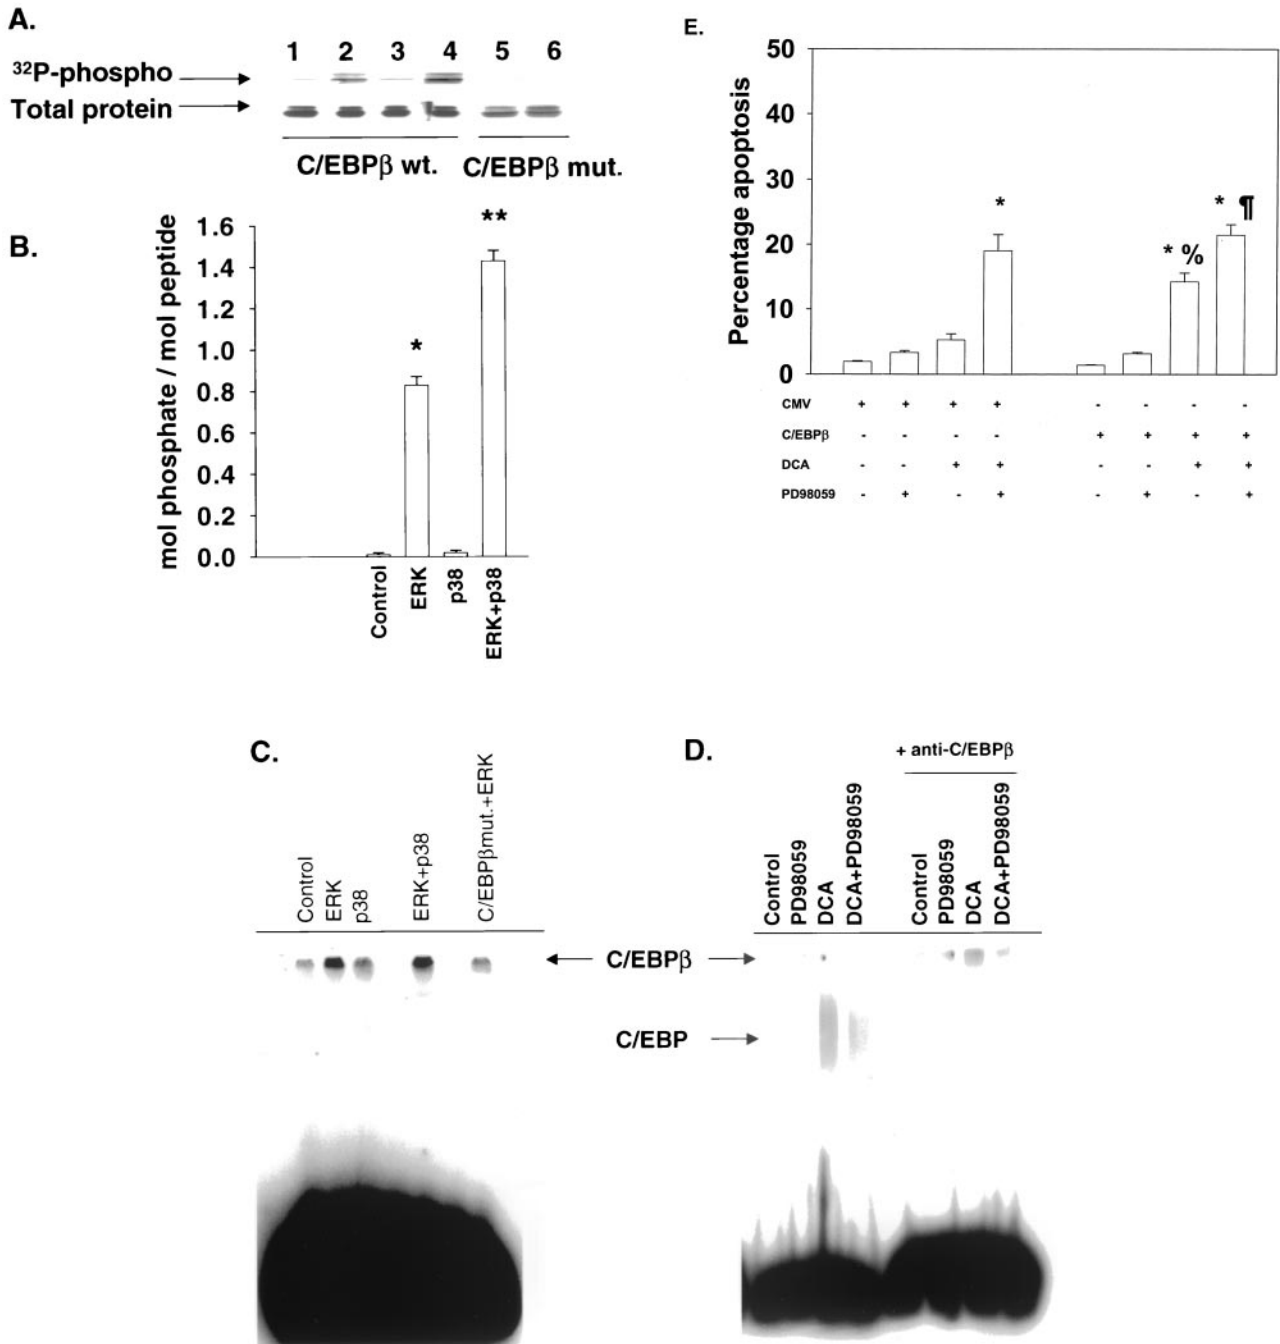 A.
1 2 3 4 5 6
32P-phospho
Total protein
C/EBPβ wt. C/EBPβ mut.
B.
mol phosphate / mol peptide
1.6
1.4
1.2
1.0
0.8
0.6
0.4
0.2
0.0
*
**
Control
ERK
p38
ERK+p38
E.
Percentage apoptosis
50
40
30
20
10
0
*
* %
* ¶
CMV + + + + - - - -
C/EBPβ - - - - + + + +
DCA - - + + - - + +
PD98059 - + - + - + - +
C.
Control
ERK
p38
ERK+p38
C/EBPβmut.+ERK
C/EBPβ
C/EBP
D.
+ anti-C/EBPβ
Control
PD98059
DCA
DCA+PD98059
Control
PD98059
DCA
DCA+PD98059